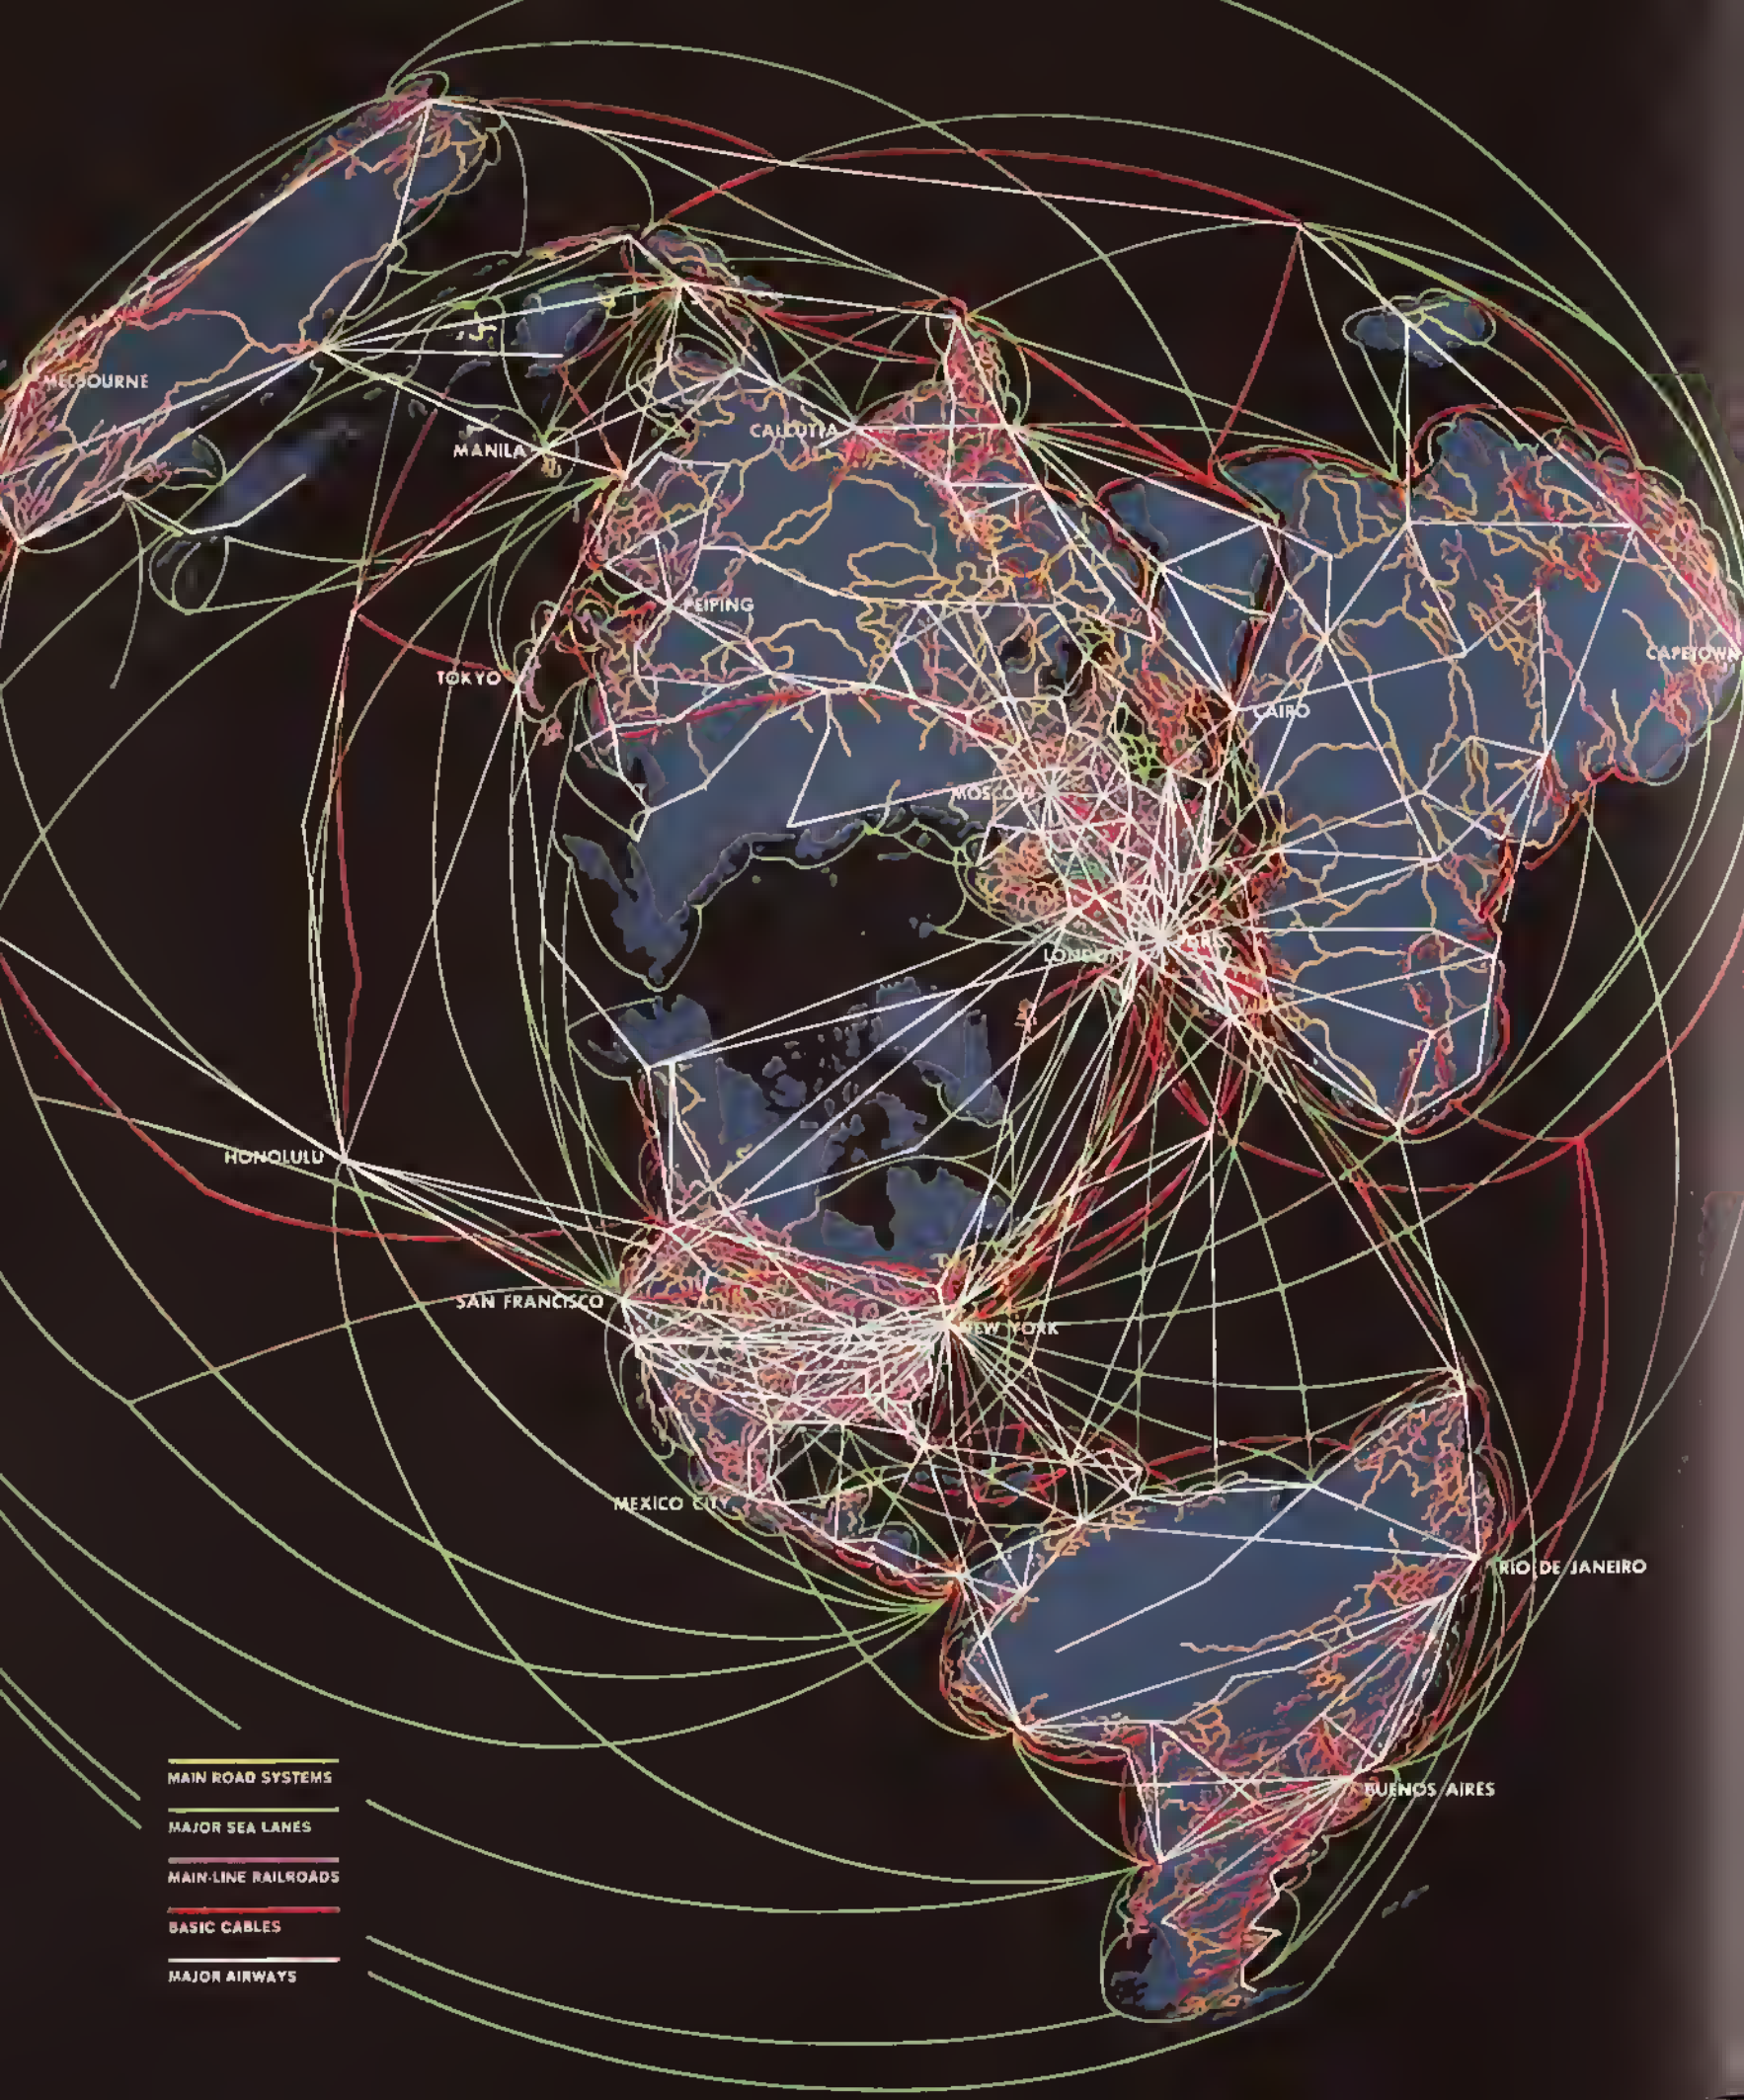 MELBOURNE
CALCUTTA
MANILA
PEIPING
CAPETOWN
TOKYO
CAIRO
MOSCOW
PARIS
LONDON
HONOLULU
SAN FRANCISCO
NEW YORK
MEXICO CITY
RIO DE JANEIRO
BUENOS AIRES
MAIN ROAD SYSTEMS
MAJOR SEA LANES
MAIN-LINE RAILROADS
BASIC CABLES
MAJOR AIRWAYS